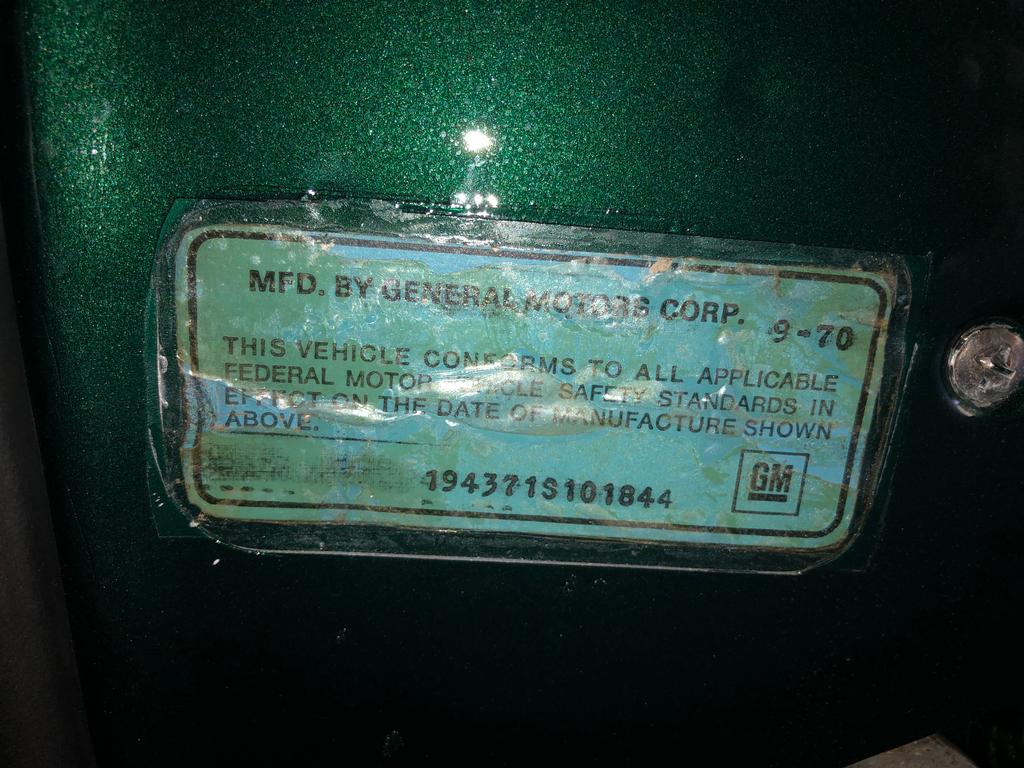 MFD. BY GENERAL MOTORS CORP. 9-70
THIS VEHICLE CONFORMS TO ALL APPLICABLE
FEDERAL MOTOR VEHICLE SAFETY STANDARDS IN
EFFECT ON THE DATE OF MANUFACTURE SHOWN
ABOVE.
194371S101844
GM